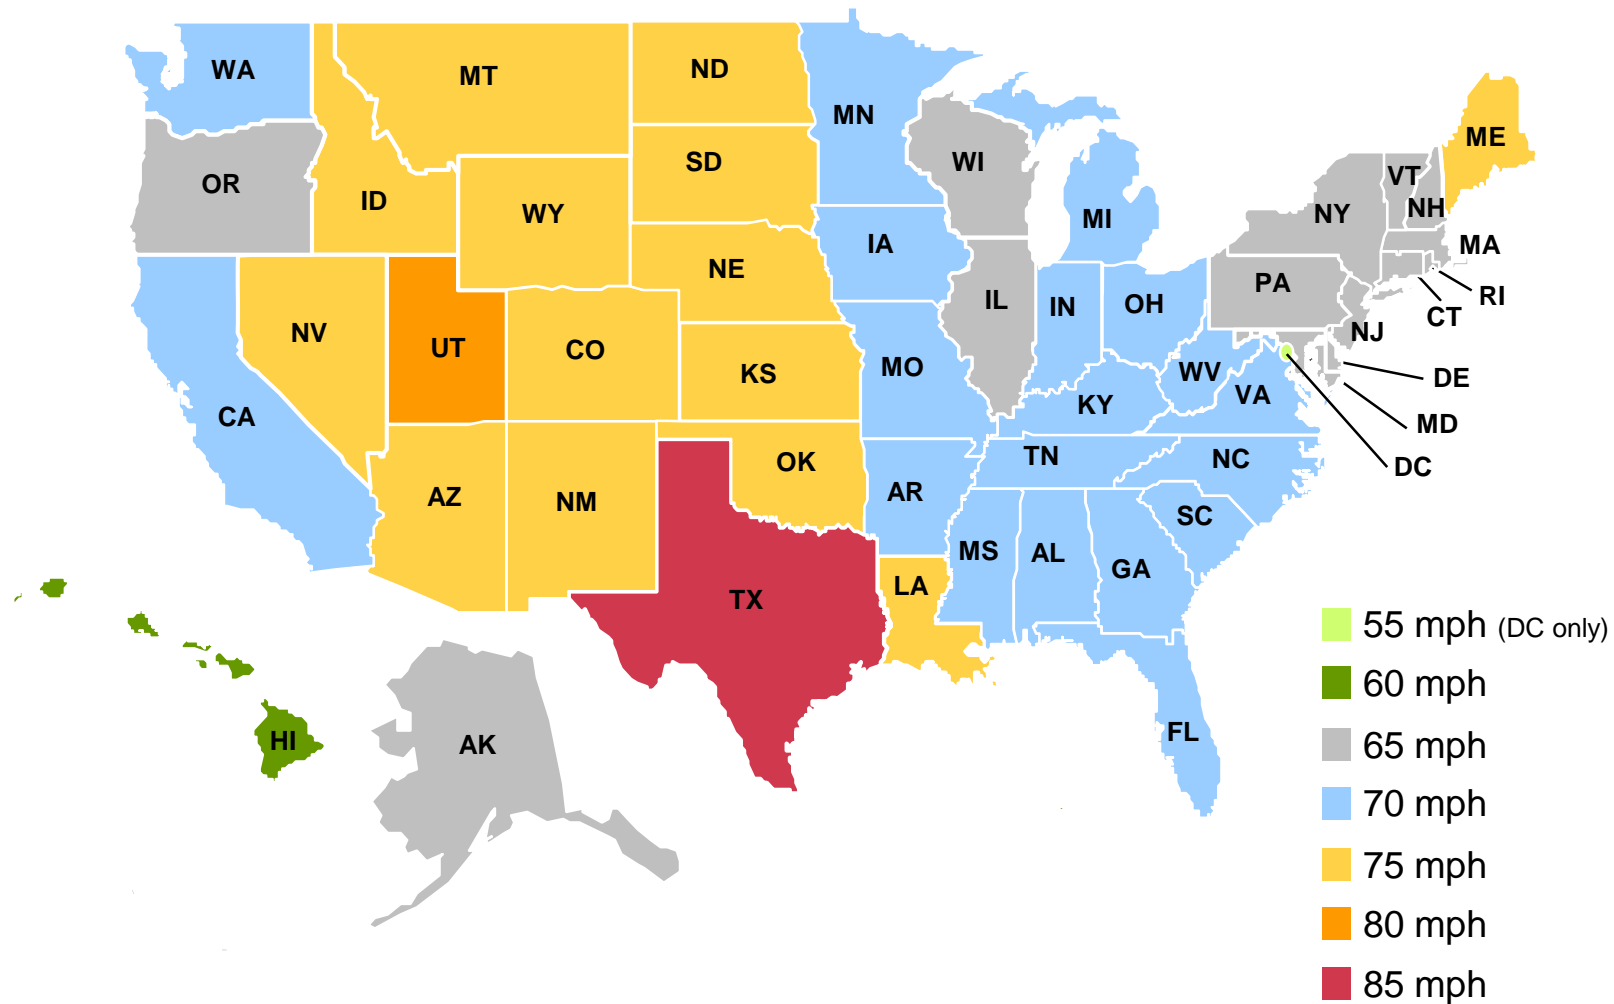 WA
MT
ND
MN
ME
OR
ID
WY
SD
WI
MI
VT
NH
NY
MA
NE
IA
PA
RI
CT
NJ
NV
UT
CO
KS
MO
IL
IN
OH
WV
VA
DE
MD
DC
CA
KY
AZ
NM
OK
AR
TN
NC
SC
MS
AL
GA
LA
TX
FL
HI
AK
55 mph (DC only)
60 mph
65 mph
70 mph
75 mph
80 mph
85 mph